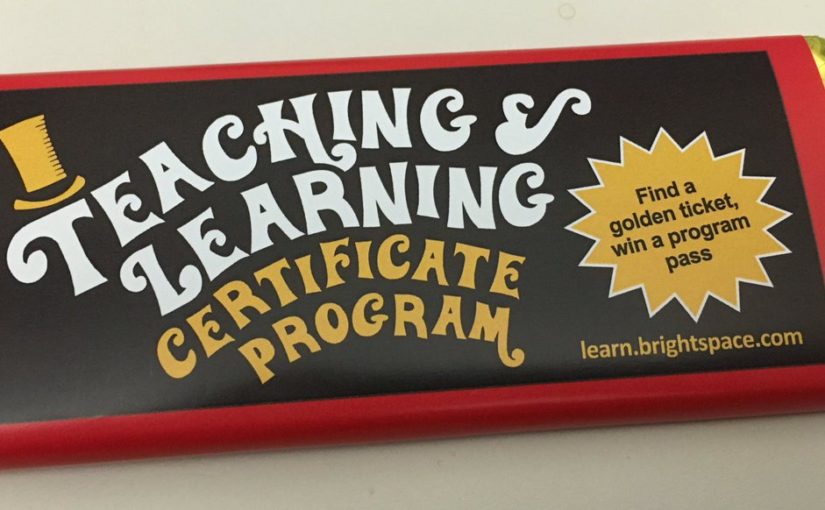 TEACHING &
LEARNING
CERTIFICATE
PROGRAM
Find a
golden ticket,
win a program
pass
learn.brightspace.com